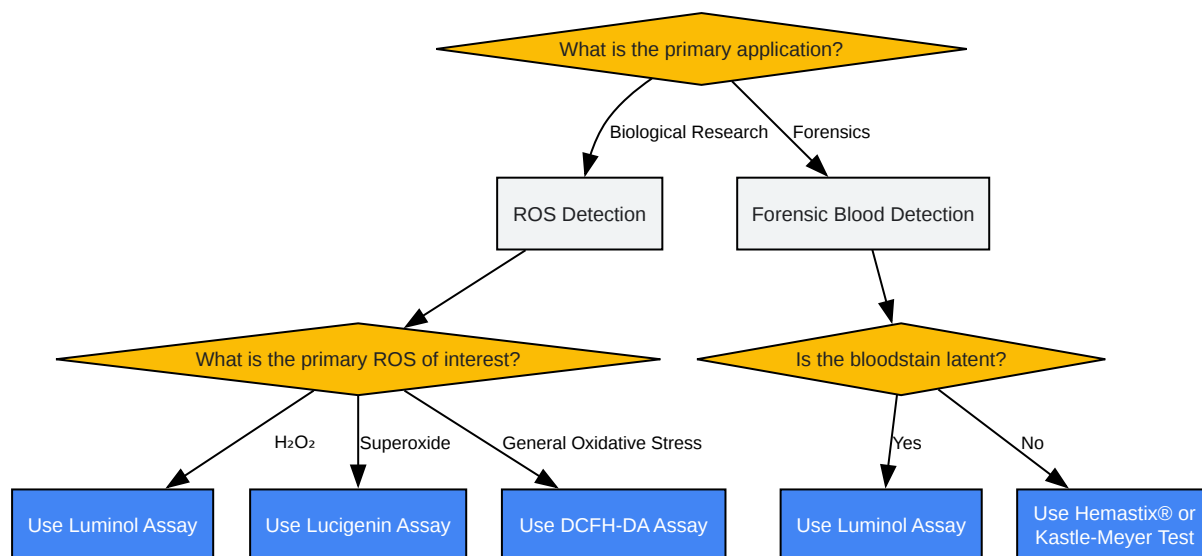 What is the primary application?
Biological Research
Forensics
ROS Detection
Forensic Blood Detection
What is the primary ROS of interest?
Is the bloodstain latent?
H₂O₂
Superoxide
General Oxidative Stress
Yes
No
Use Luminol Assay
Use Lucigenin Assay
Use DCFH-DA Assay
Use Luminol Assay
Use Hemastix® or
Kastle-Meyer Test